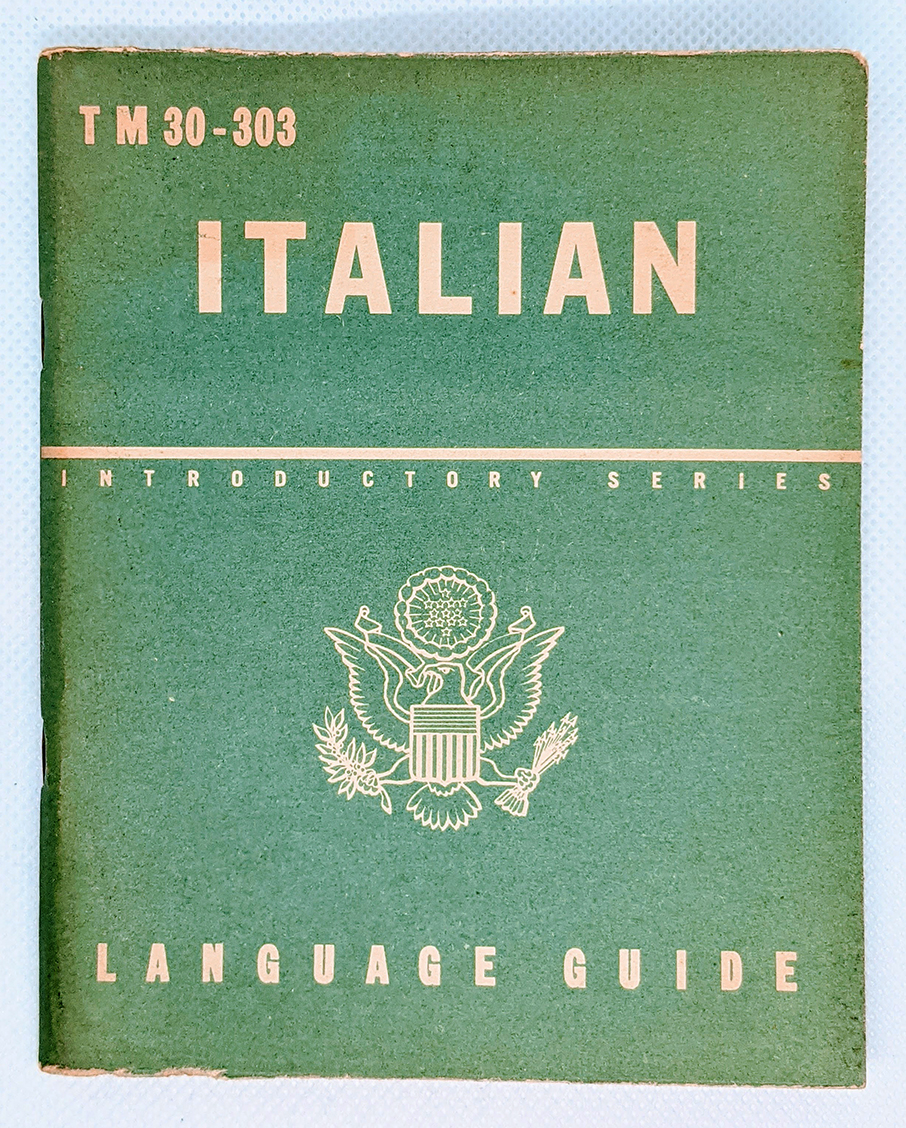 TM 30-303
ITALIAN
INTRODUCTORY SERIES
LANGUAGE GUIDE